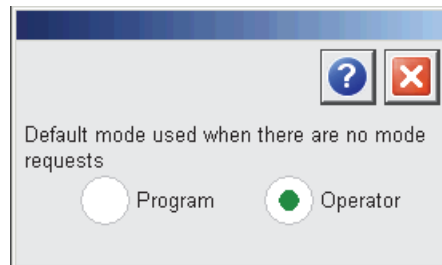 Default mode used when there are no mode
requests
Program
Operator